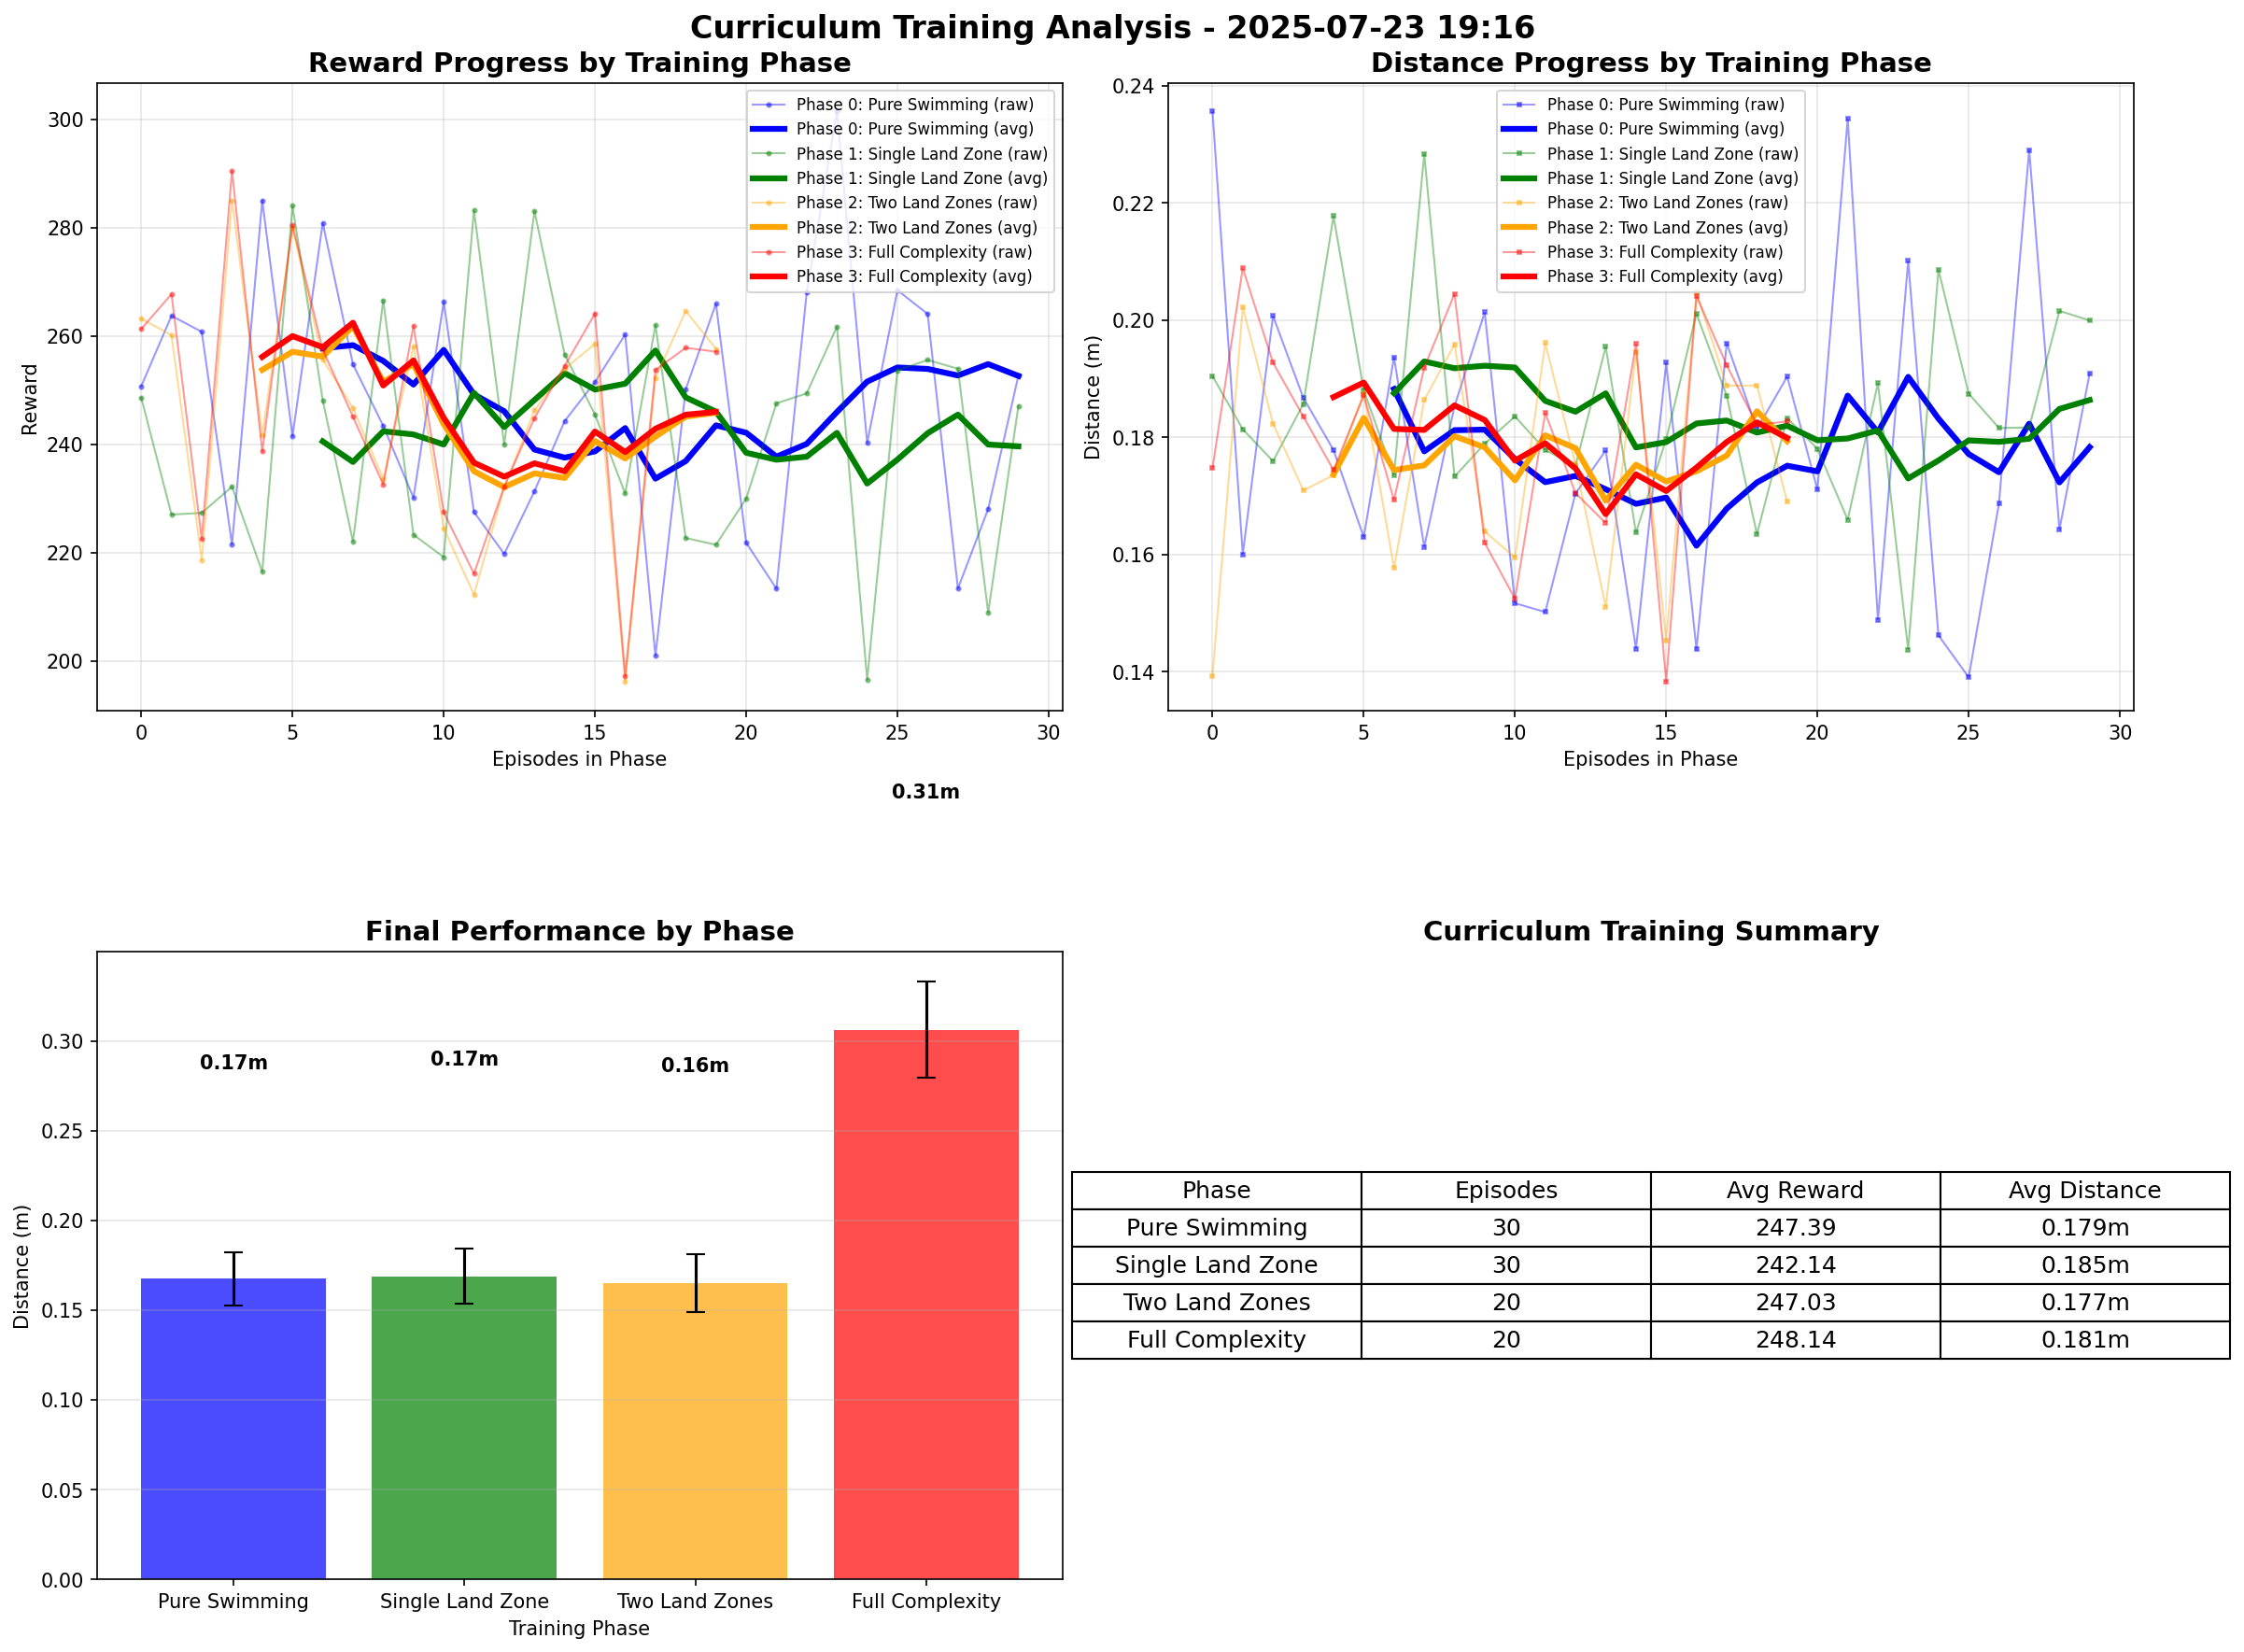 Curriculum Training Analysis - 2025-07-23 19:16
Reward Progress by Training Phase
Reward
300
280
260
240
220
200
0
5
10
15
20
25
30
Episodes in Phase
Phase 0: Pure Swimming (raw)
Phase 0: Pure Swimming (avg)
Phase 1: Single Land Zone (raw)
Phase 1: Single Land Zone (avg)
Phase 2: Two Land Zones (raw)
Phase 2: Two Land Zones (avg)
Phase 3: Full Complexity (raw)
Phase 3: Full Complexity (avg)
Distance Progress by Training Phase
Distance (m)
0.24
0.22
0.20
0.18
0.16
0.14
0
5
10
15
20
25
30
Episodes in Phase
Phase 0: Pure Swimming (raw)
Phase 0: Pure Swimming (avg)
Phase 1: Single Land Zone (raw)
Phase 1: Single Land Zone (avg)
Phase 2: Two Land Zones (raw)
Phase 2: Two Land Zones (avg)
Phase 3: Full Complexity (raw)
Phase 3: Full Complexity (avg)
0.31m
Final Performance by Phase
Distance (m)
0.30
0.25
0.20
0.15
0.10
0.05
0.00
0.17m
0.17m
0.16m
Pure Swimming
Single Land Zone
Two Land Zones
Full Complexity
Training Phase
Curriculum Training Summary
Phase Episodes Avg Reward Avg Distance
Pure Swimming 30 247.39 0.179m
Single Land Zone 30 242.14 0.185m
Two Land Zones 20 247.03 0.177m
Full Complexity 20 248.14 0.181m